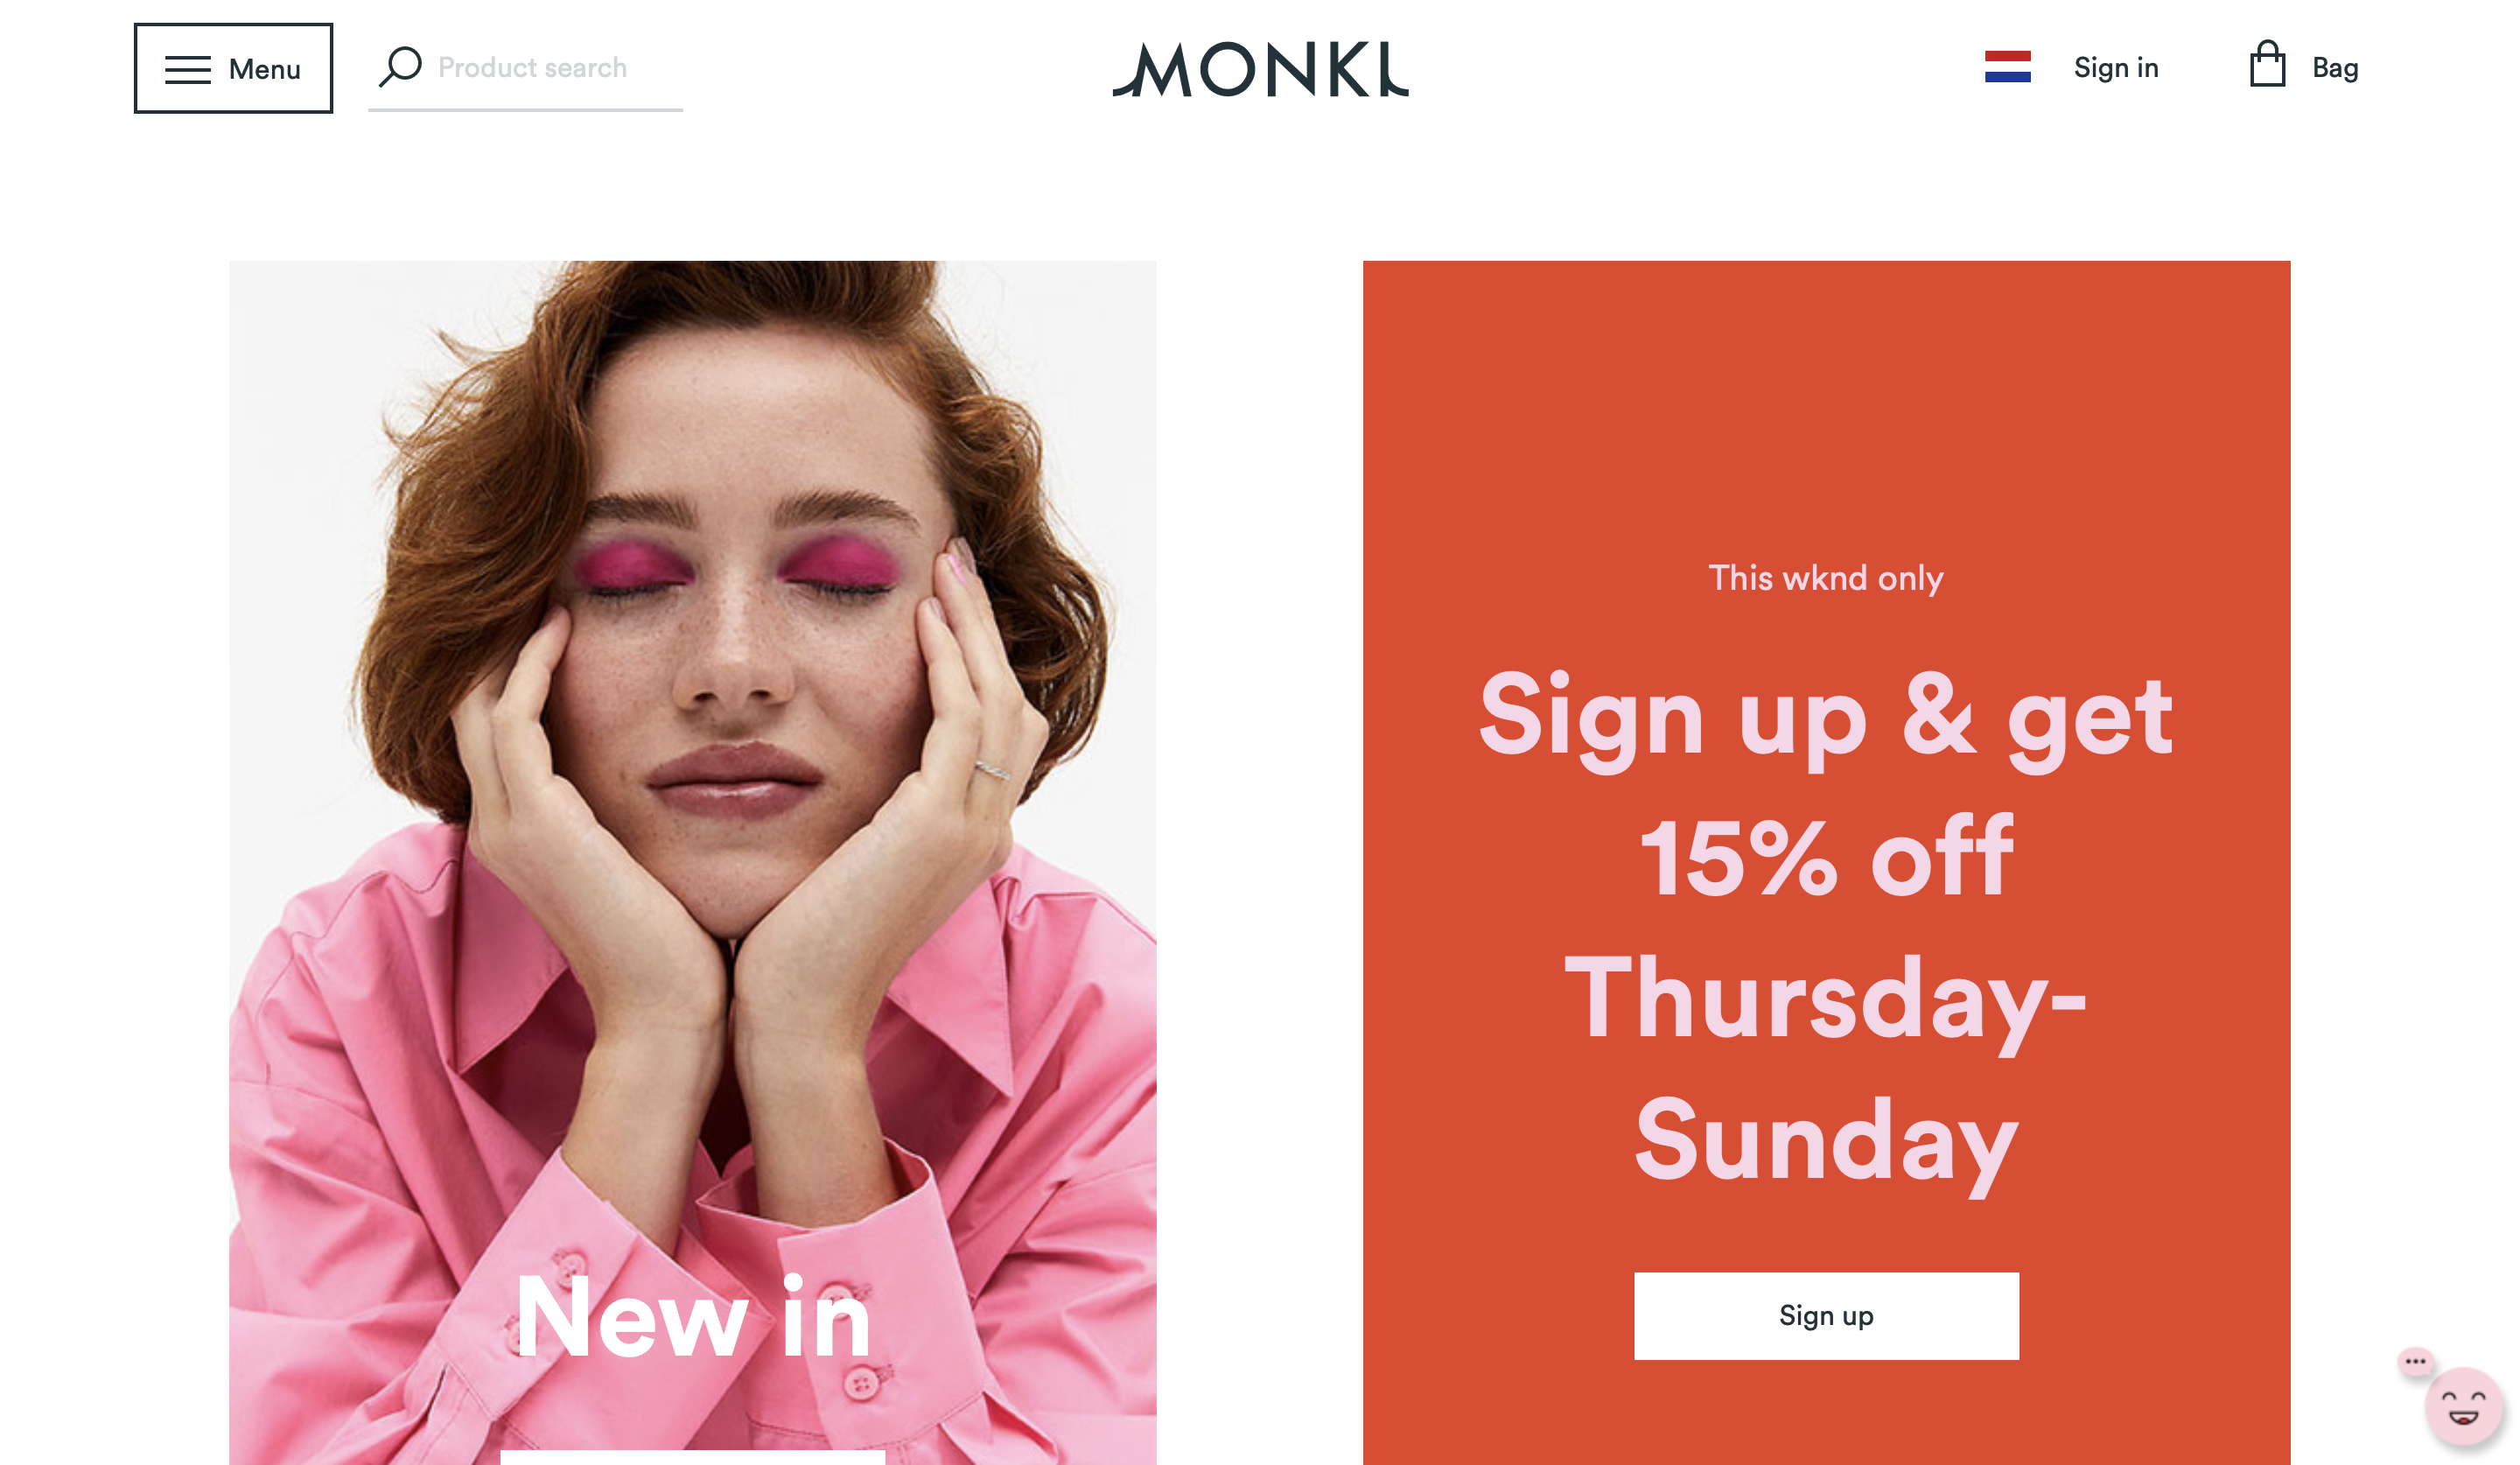 Menu
Product search
MONKI
Sign in
Bag
This wknd only
Sign up & get
15% off
Thursday-
Sunday
Sign up
New in